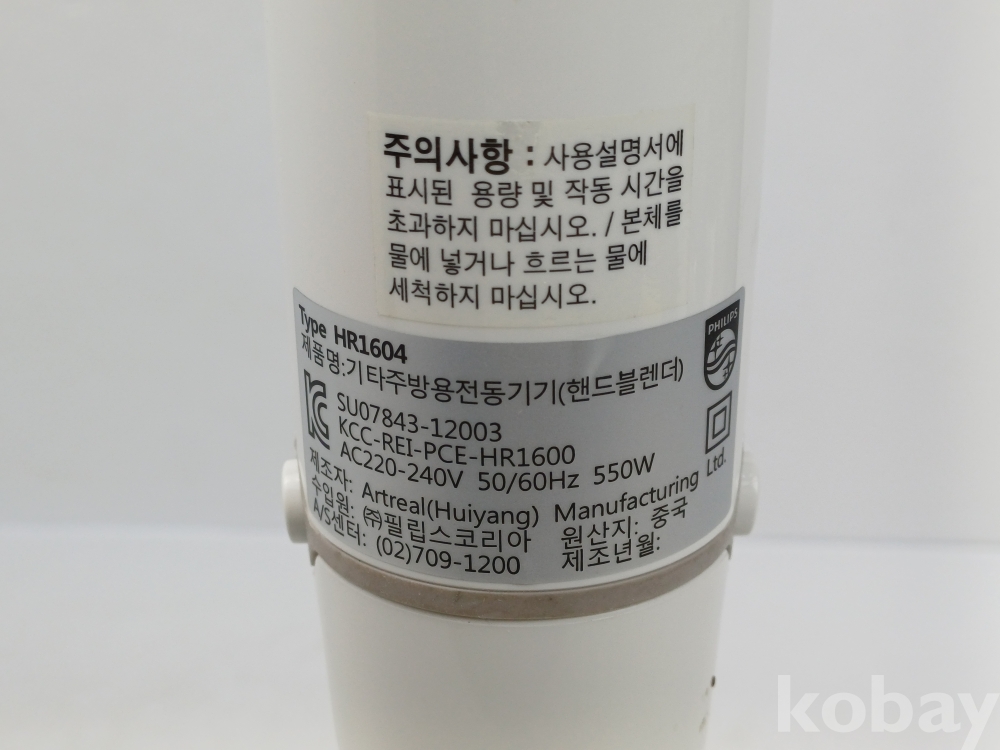 주의사항 : 사용설명서에
표시된 용량 및 작동 시간을
초과하지 마십시오. / 본체를
물에 넣거나 흐르는 물에
세척하지 마십시오.
Type HR1604
PHILIPS
제품명:기타주방용전동기기(핸드블렌더)
SU07843-12003
KCC-REI-PCE-HR1600
AC220-240V 50/60Hz 550W
제조자: Artreal(Huiyang) Manufacturing Ltd.
수입원: ㈜필립스코리아 원산지: 중국
A/S센터: (02)709-1200 제조년월:
kobay